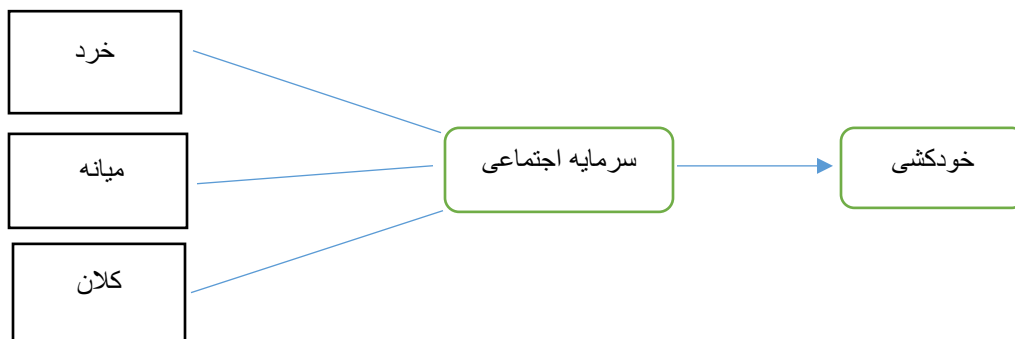 خرد
میانه
کلان
سرمایه اجتماعی
خودکشی